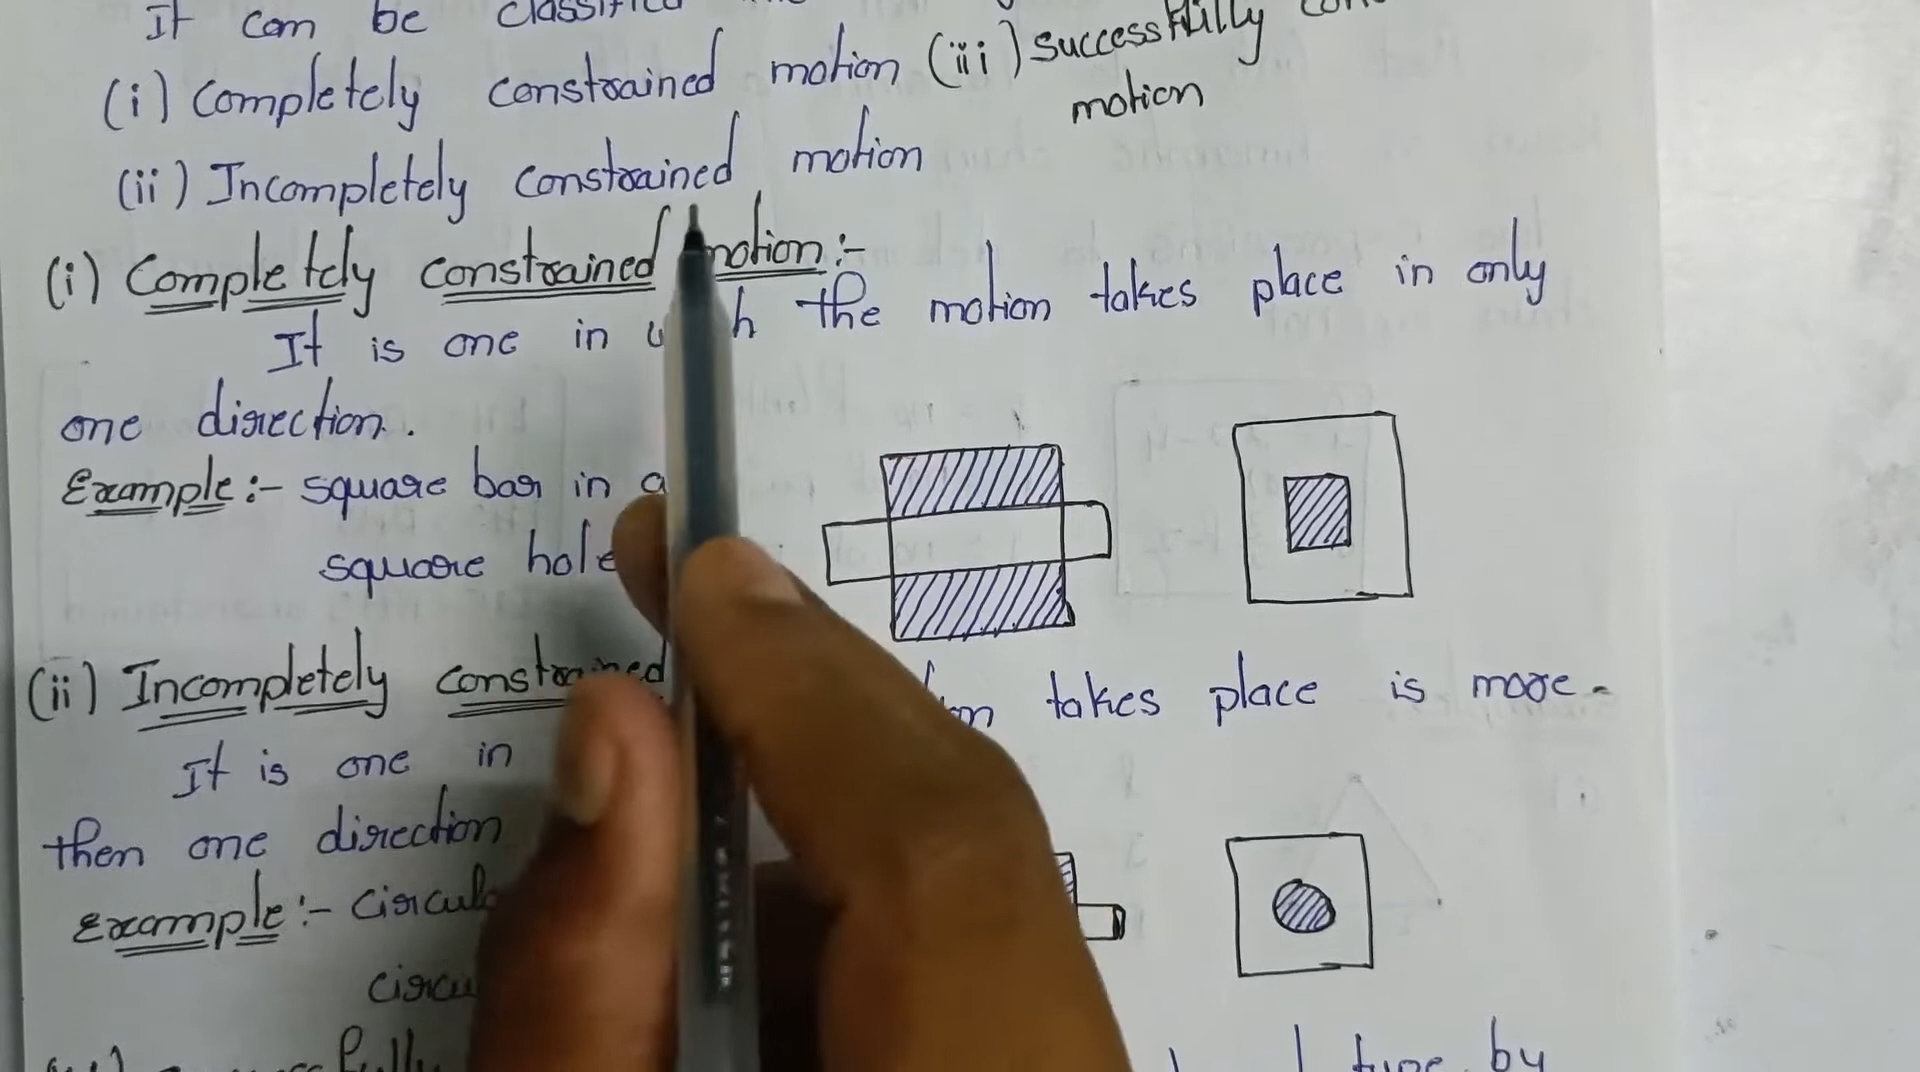 It can be
(i) Completely constrained motion (iii) successfully
motion
(ii) Incompletely constrained motion
(i) Completely constrained motion:-
It is one in the motion takes place in only
one direction.
Example:- square bar in a
square hole
(ii) Incompletely constrained takes place is more.
It is one in
then one direction
Example:-
by